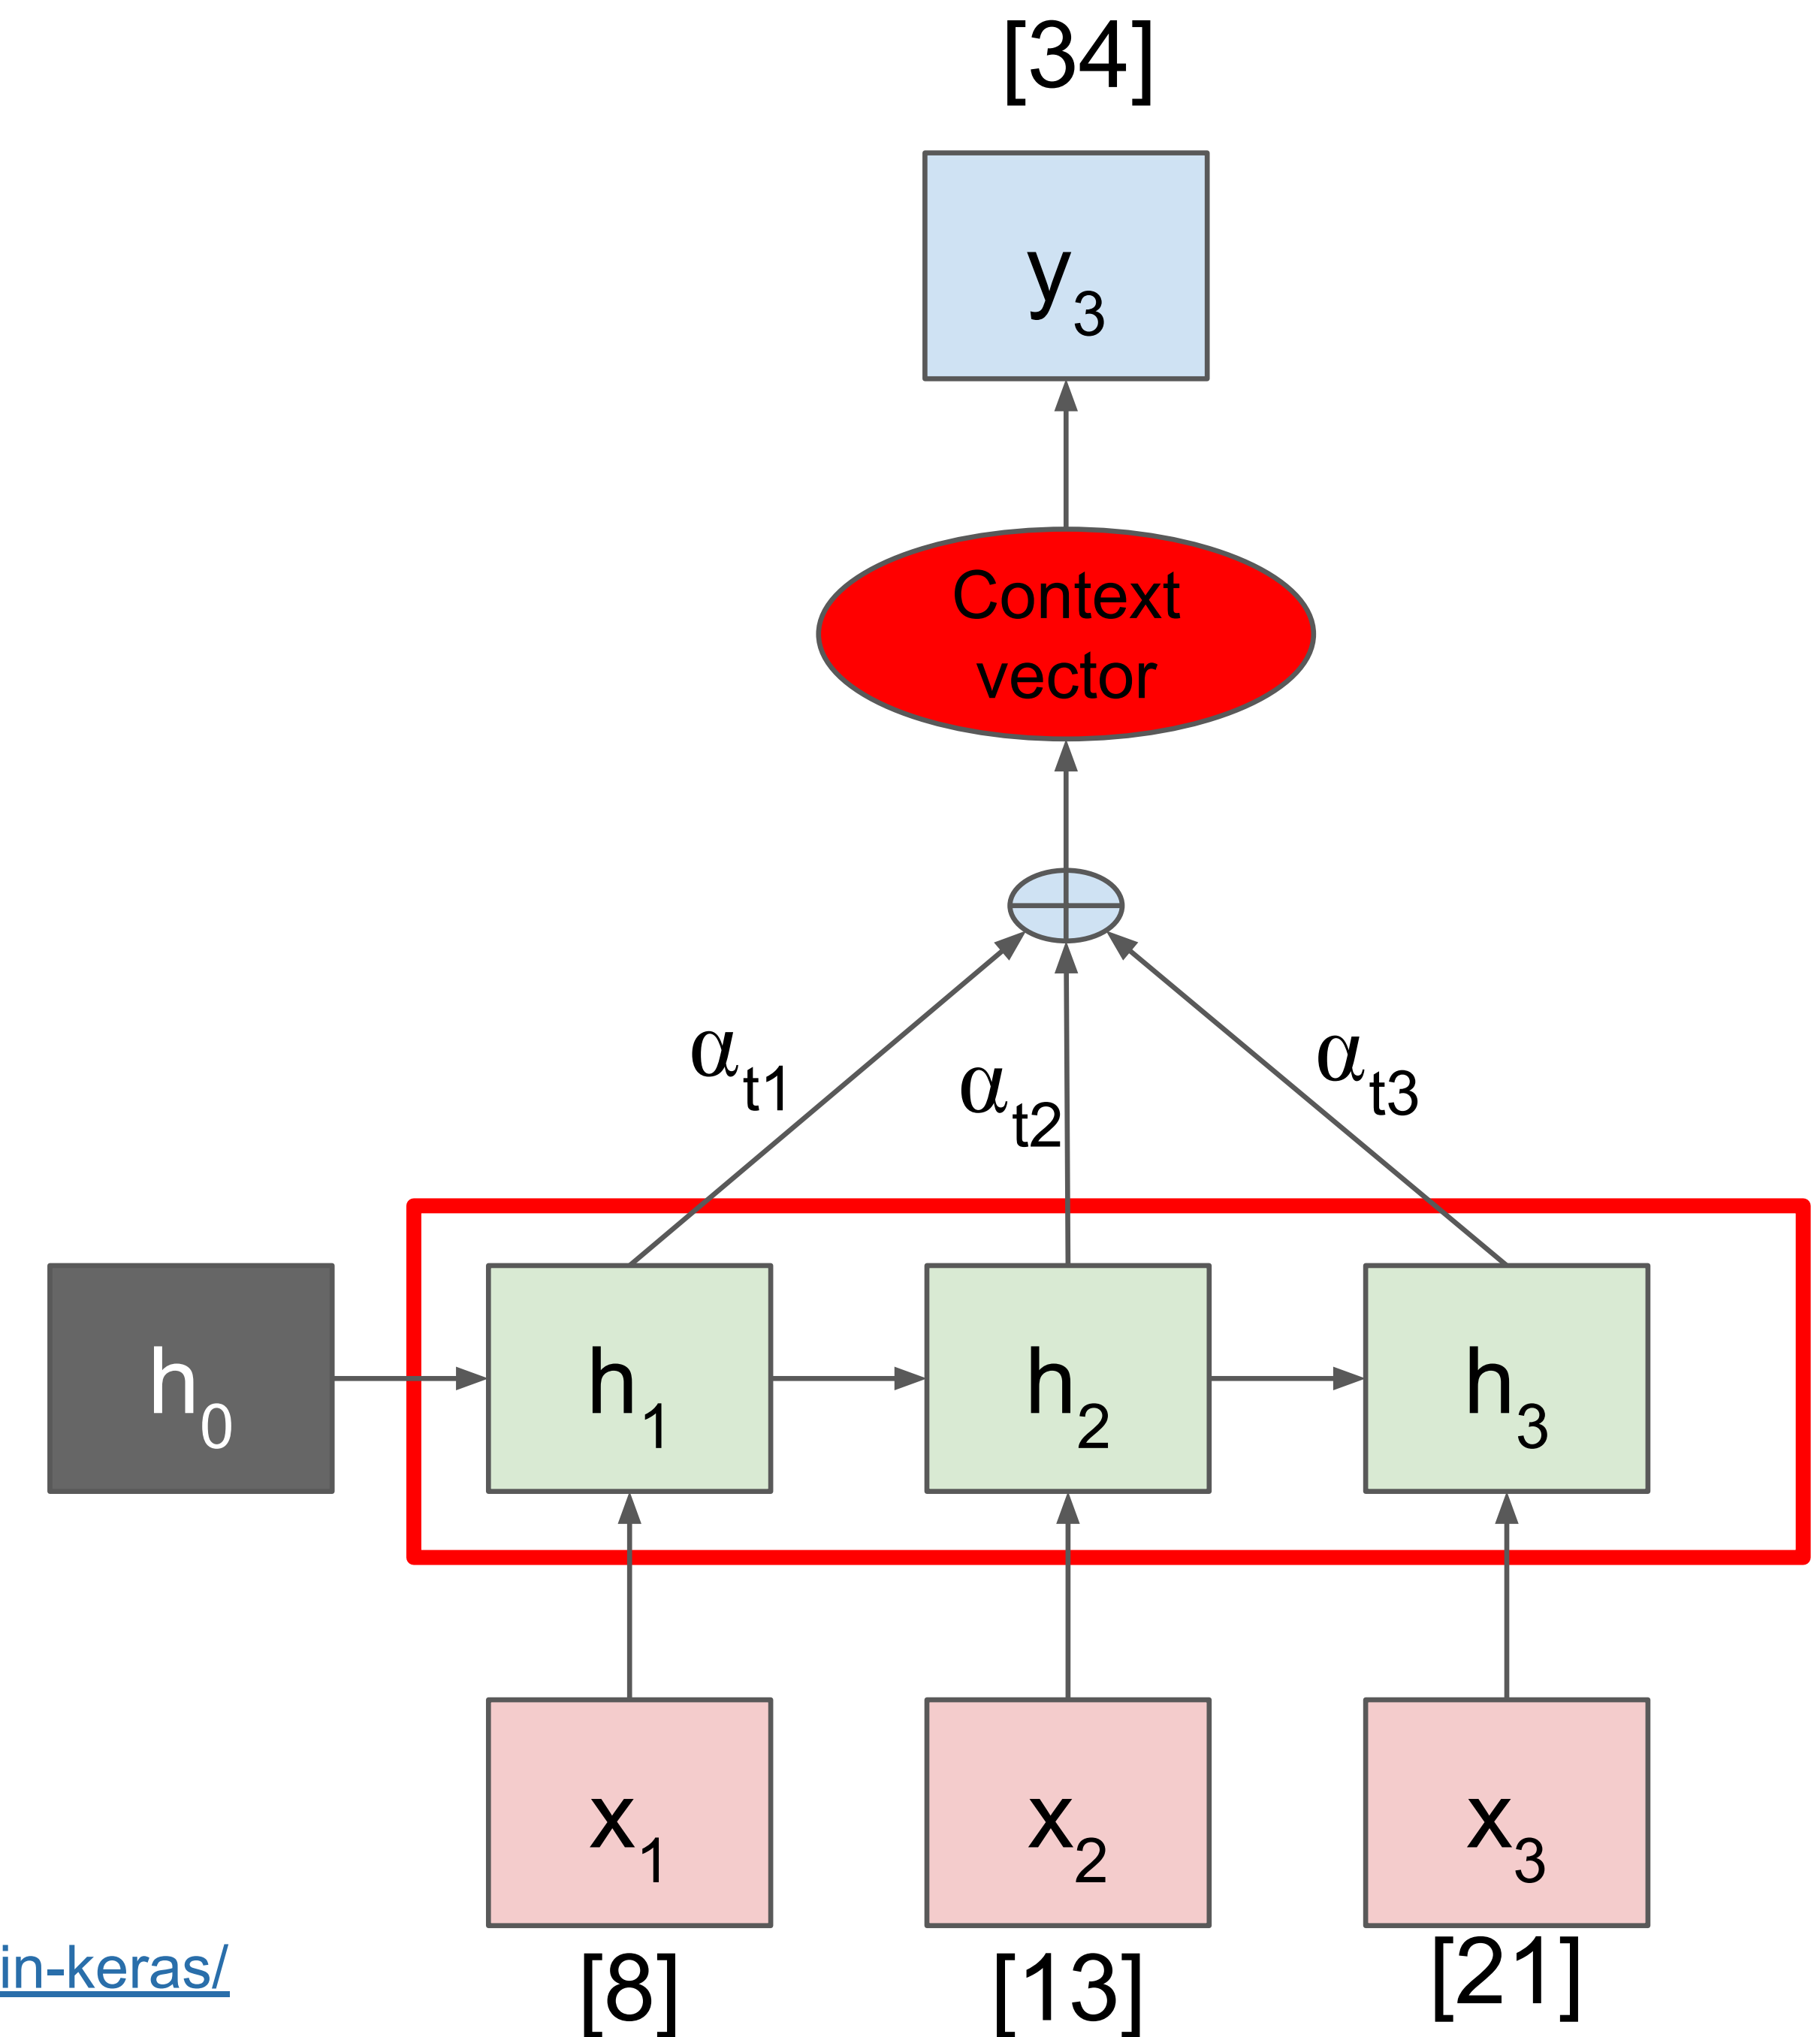 [34]
y3
Context
vector
αt1
αt2
αt3
h0
h1
h2
h3
x1
x2
x3
in-keras/
[8]
[13]
[21]